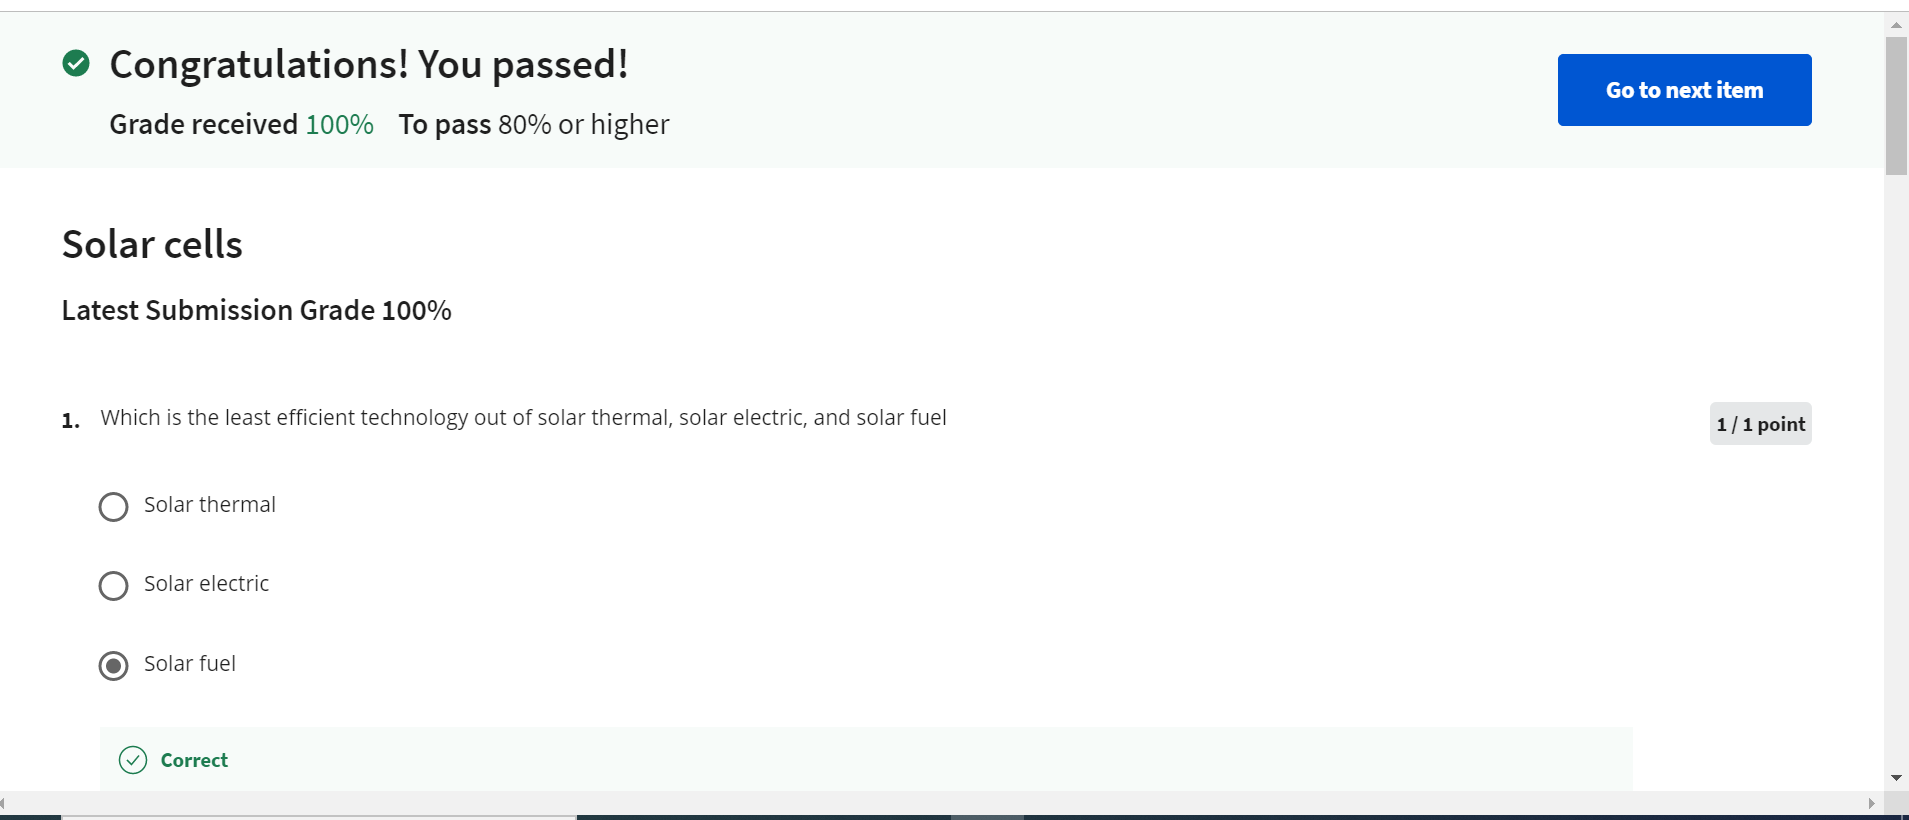 Congratulations! You passed!
Go to next item
Grade received 100% To pass 80% or higher
Solar cells
Latest Submission Grade 100%
1. Which is the least efficient technology out of solar thermal, solar electric, and solar fuel
1 / 1 point
Solar thermal
Solar electric
Solar fuel
Correct